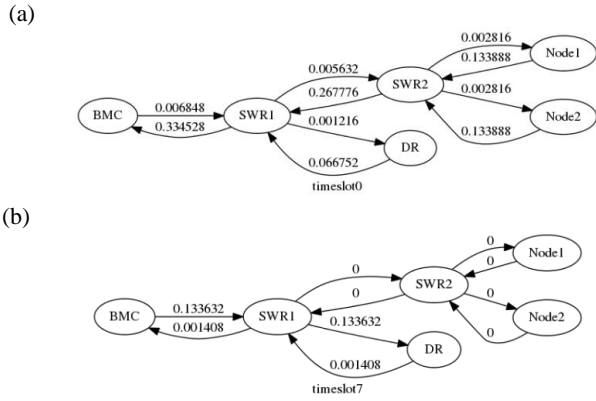 (a)
0.002816
Node1
0.133888
0.005632
SWR2
0.002816
0.267776
0.006848
BMC
SWR1
0.001216
0.133888
Node2
0.334528
DR
0.066752
timeslot0
(b)
0
Node1
0
0
SWR2
0
0
0.133632
BMC
SWR1
0.133632
0
Node2
0.001408
DR
0.001408
timeslot7